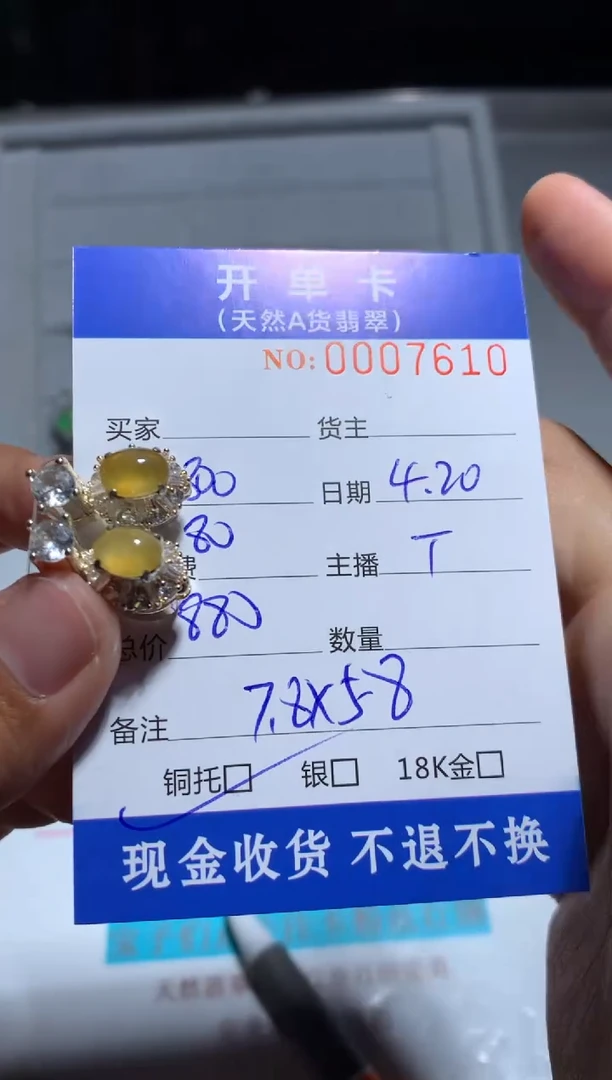 开单卡
(天然A货翡翠)
NO:0007610
买家 货主
日期 4.20
80
费 主播 T
880
总价 数量
备注 7.8X5.8
铜托□ 银□ 18K金□
现金收货 不退不换